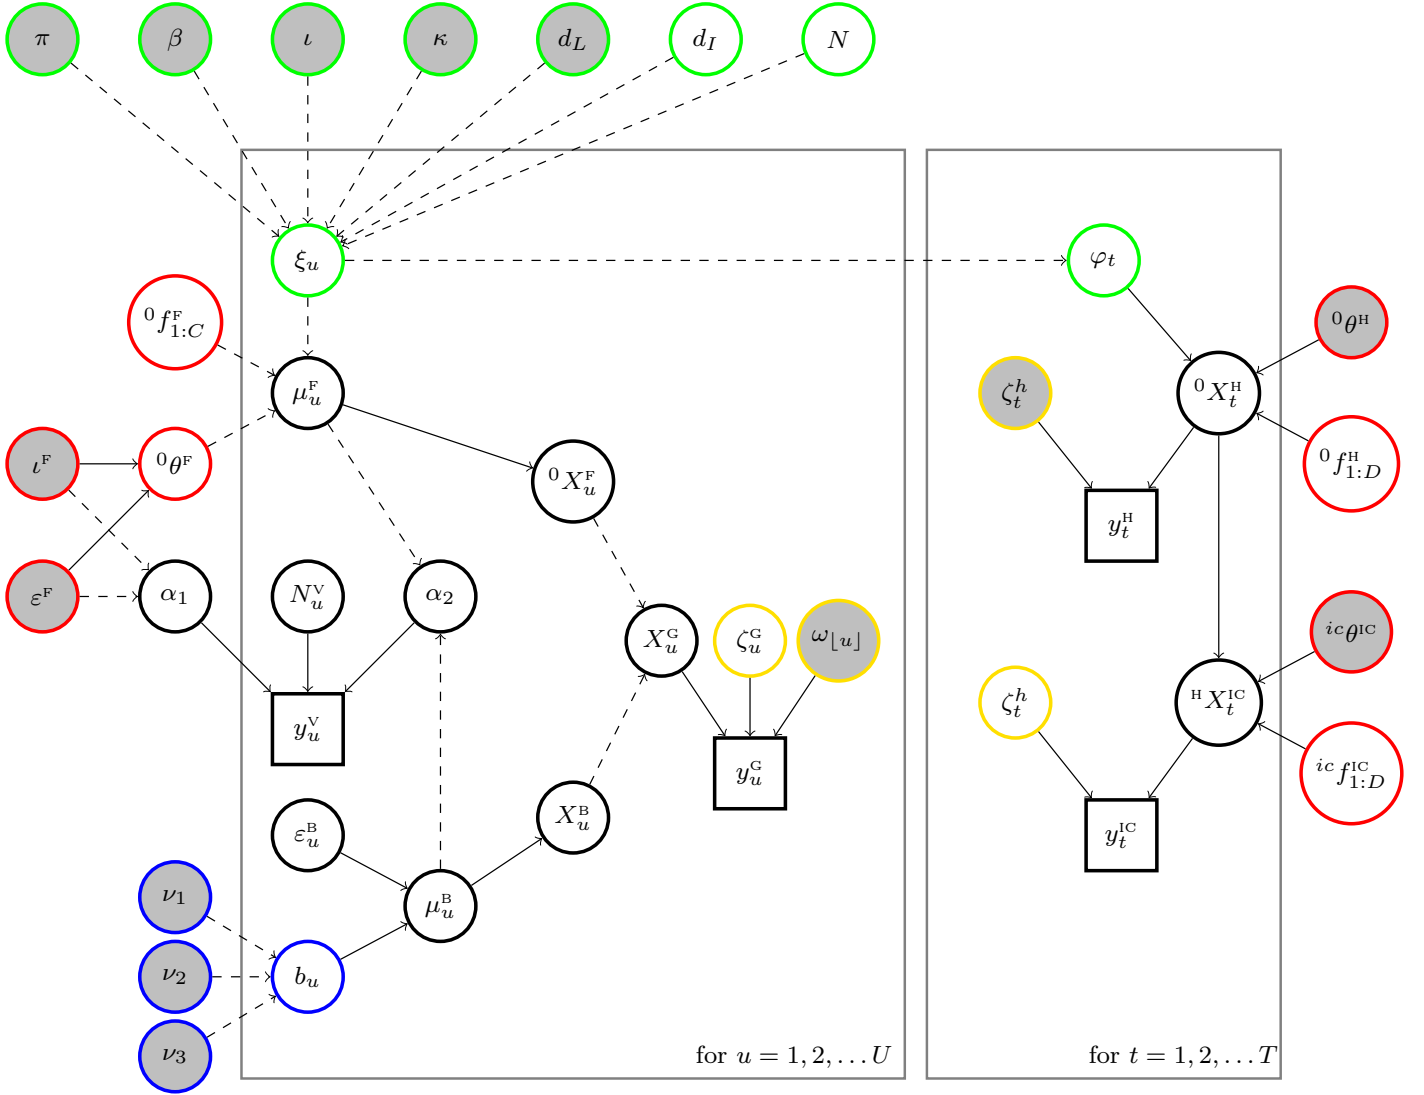 π β ι κ d_L d_I N
ξ_u φ_t
⁰f^F_{1:C} ⁰θ^H
μ^F_u ζ^h_t ⁰X^H_t
ι^F ⁰θ^F ⁰X^F_u ⁰f^H_{1:D}
y^H_t
ε^F α_1 N^V_u α_2
X^G_u ζ^G_u ω_{⌊u⌋} ^{ic}θ^{IC}
y^V_u ζ^h_t ^HX^{IC}_t
y^G_u ^{ic}f^{IC}_{1:D}
ε^B_u X^B_u y^{IC}_t
ν_1 μ^B_u
ν_2 b_u
ν_3 for u = 1, 2, … U for t = 1, 2, … T